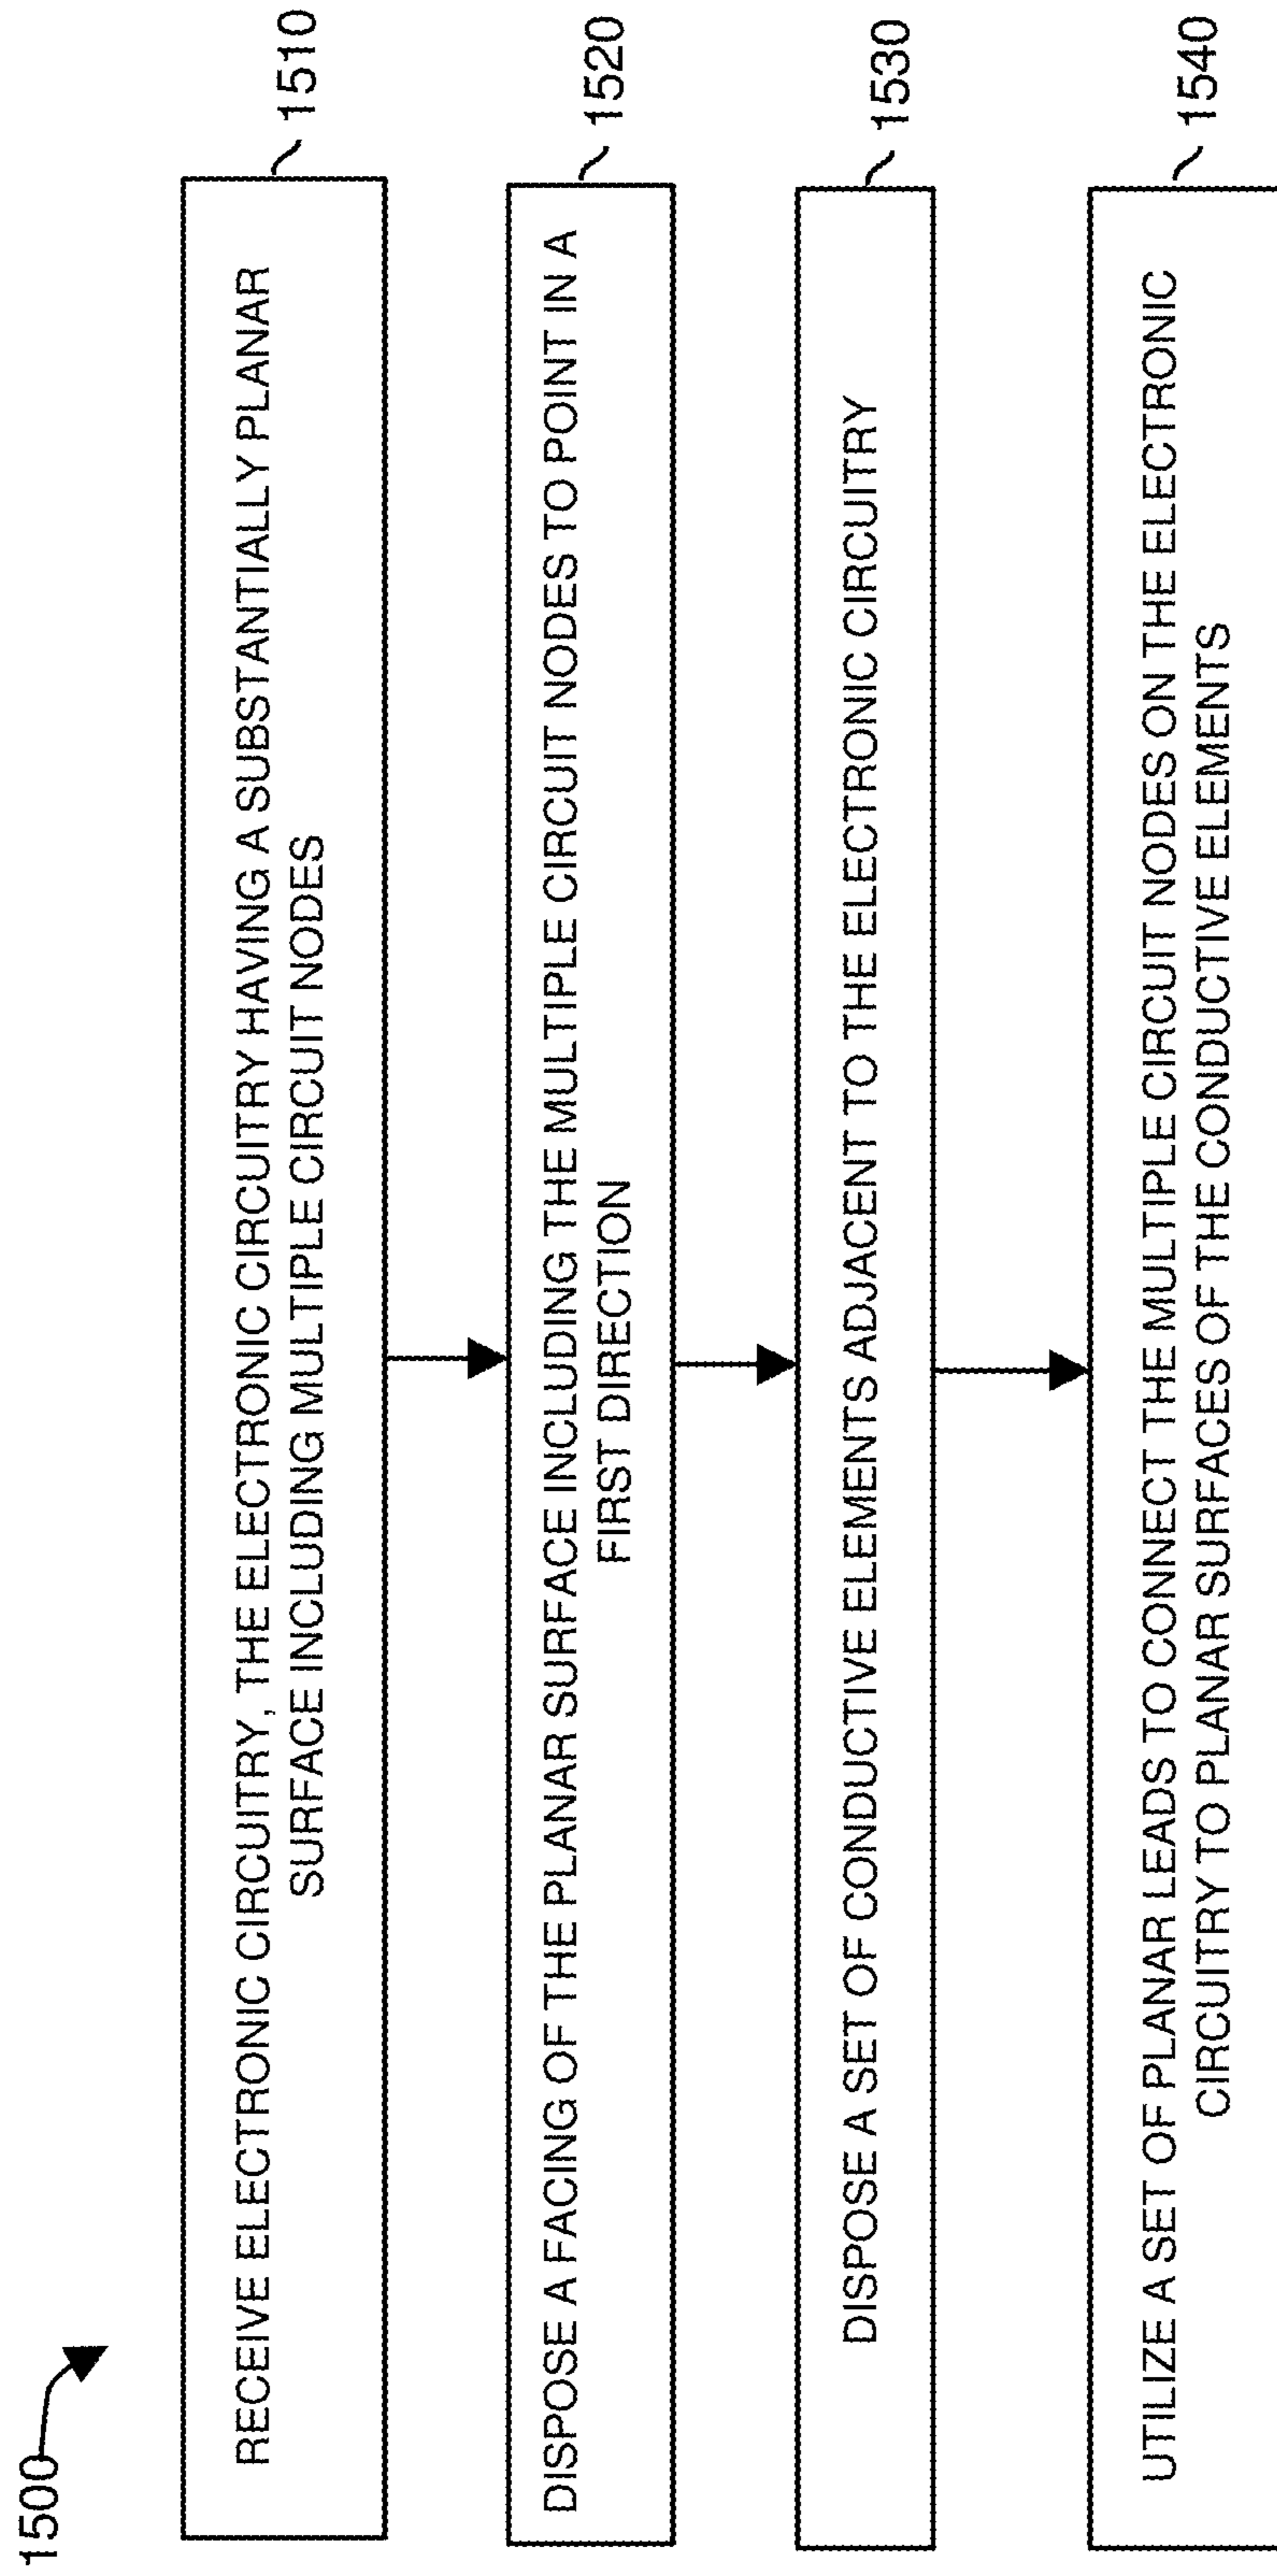 1500
RECEIVE ELECTRONIC CIRCUITRY, THE ELECTRONIC CIRCUITRY HAVING A SUBSTANTIALLY PLANAR
SURFACE INCLUDING MULTIPLE CIRCUIT NODES
1510
DISPOSE A FACING OF THE PLANAR SURFACE INCLUDING THE MULTIPLE CIRCUIT NODES TO POINT IN A
FIRST DIRECTION
1520
DISPOSE A SET OF CONDUCTIVE ELEMENTS ADJACENT TO THE ELECTRONIC CIRCUITRY
1530
UTILIZE A SET OF PLANAR LEADS TO CONNECT THE MULTIPLE CIRCUIT NODES ON THE ELECTRONIC
CIRCUITRY TO PLANAR SURFACES OF THE CONDUCTIVE ELEMENTS
1540